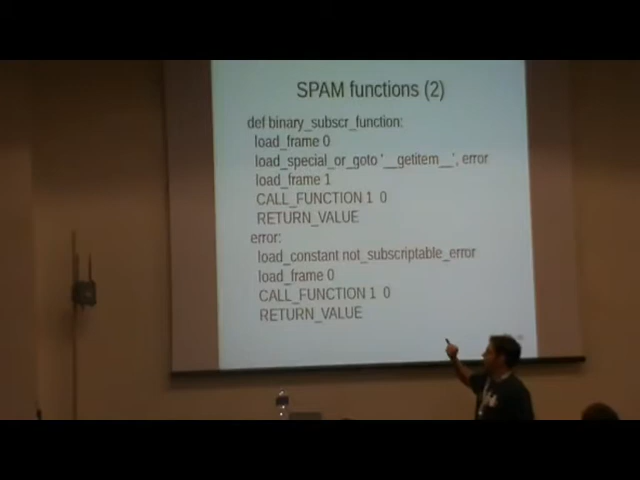 SPAM functions (2)
def binary_subscr_function:
load_frame 0
load_special_or_goto '__getitem__', error
load_frame 1
CALL_FUNCTION 1 0
RETURN_VALUE
error:
load_constant not_subscriptable_error
load_frame 0
CALL_FUNCTION 1 0
RETURN_VALUE